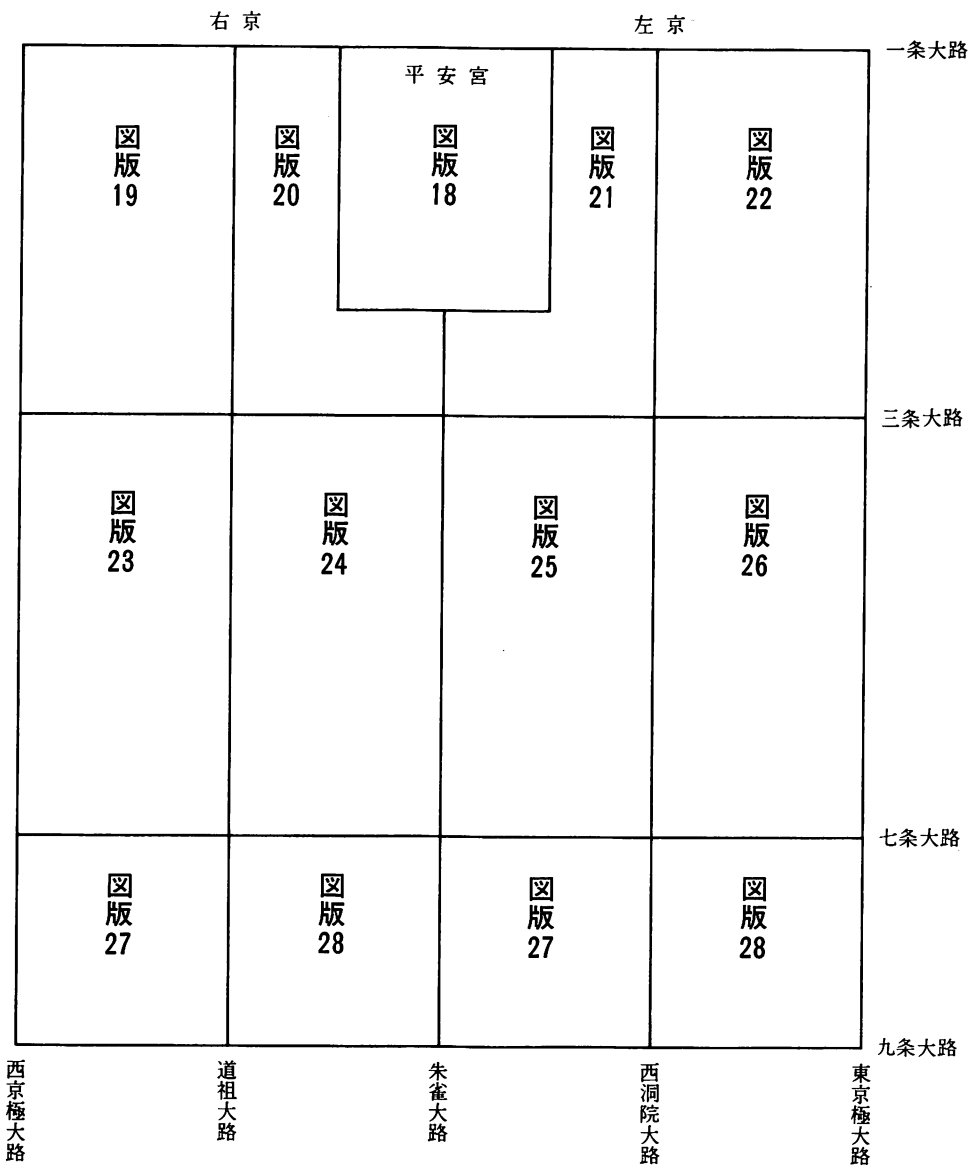 右京
左京
一条大路
平安宮
図版19
図版20
図版18
図版21
図版22
三条大路
図版23
図版24
図版25
図版26
七条大路
図版27
図版28
図版27
図版28
九条大路
西京極大路
道祖大路
朱雀大路
西洞院大路
東京極大路